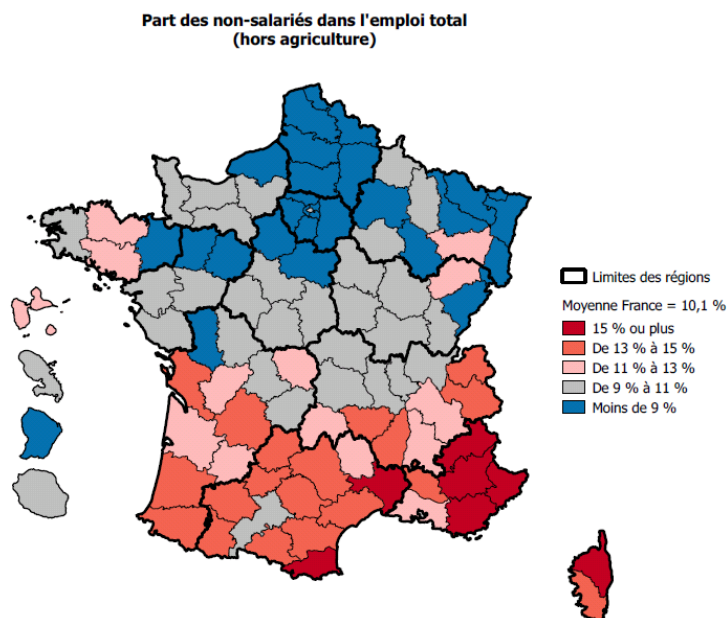 Part des non-salariés dans l'emploi total
(hors agriculture)
Limites des régions
Moyenne France = 10,1 %
15 % ou plus
De 13 % à 15 %
De 11 % à 13 %
De 9 % à 11 %
Moins de 9 %